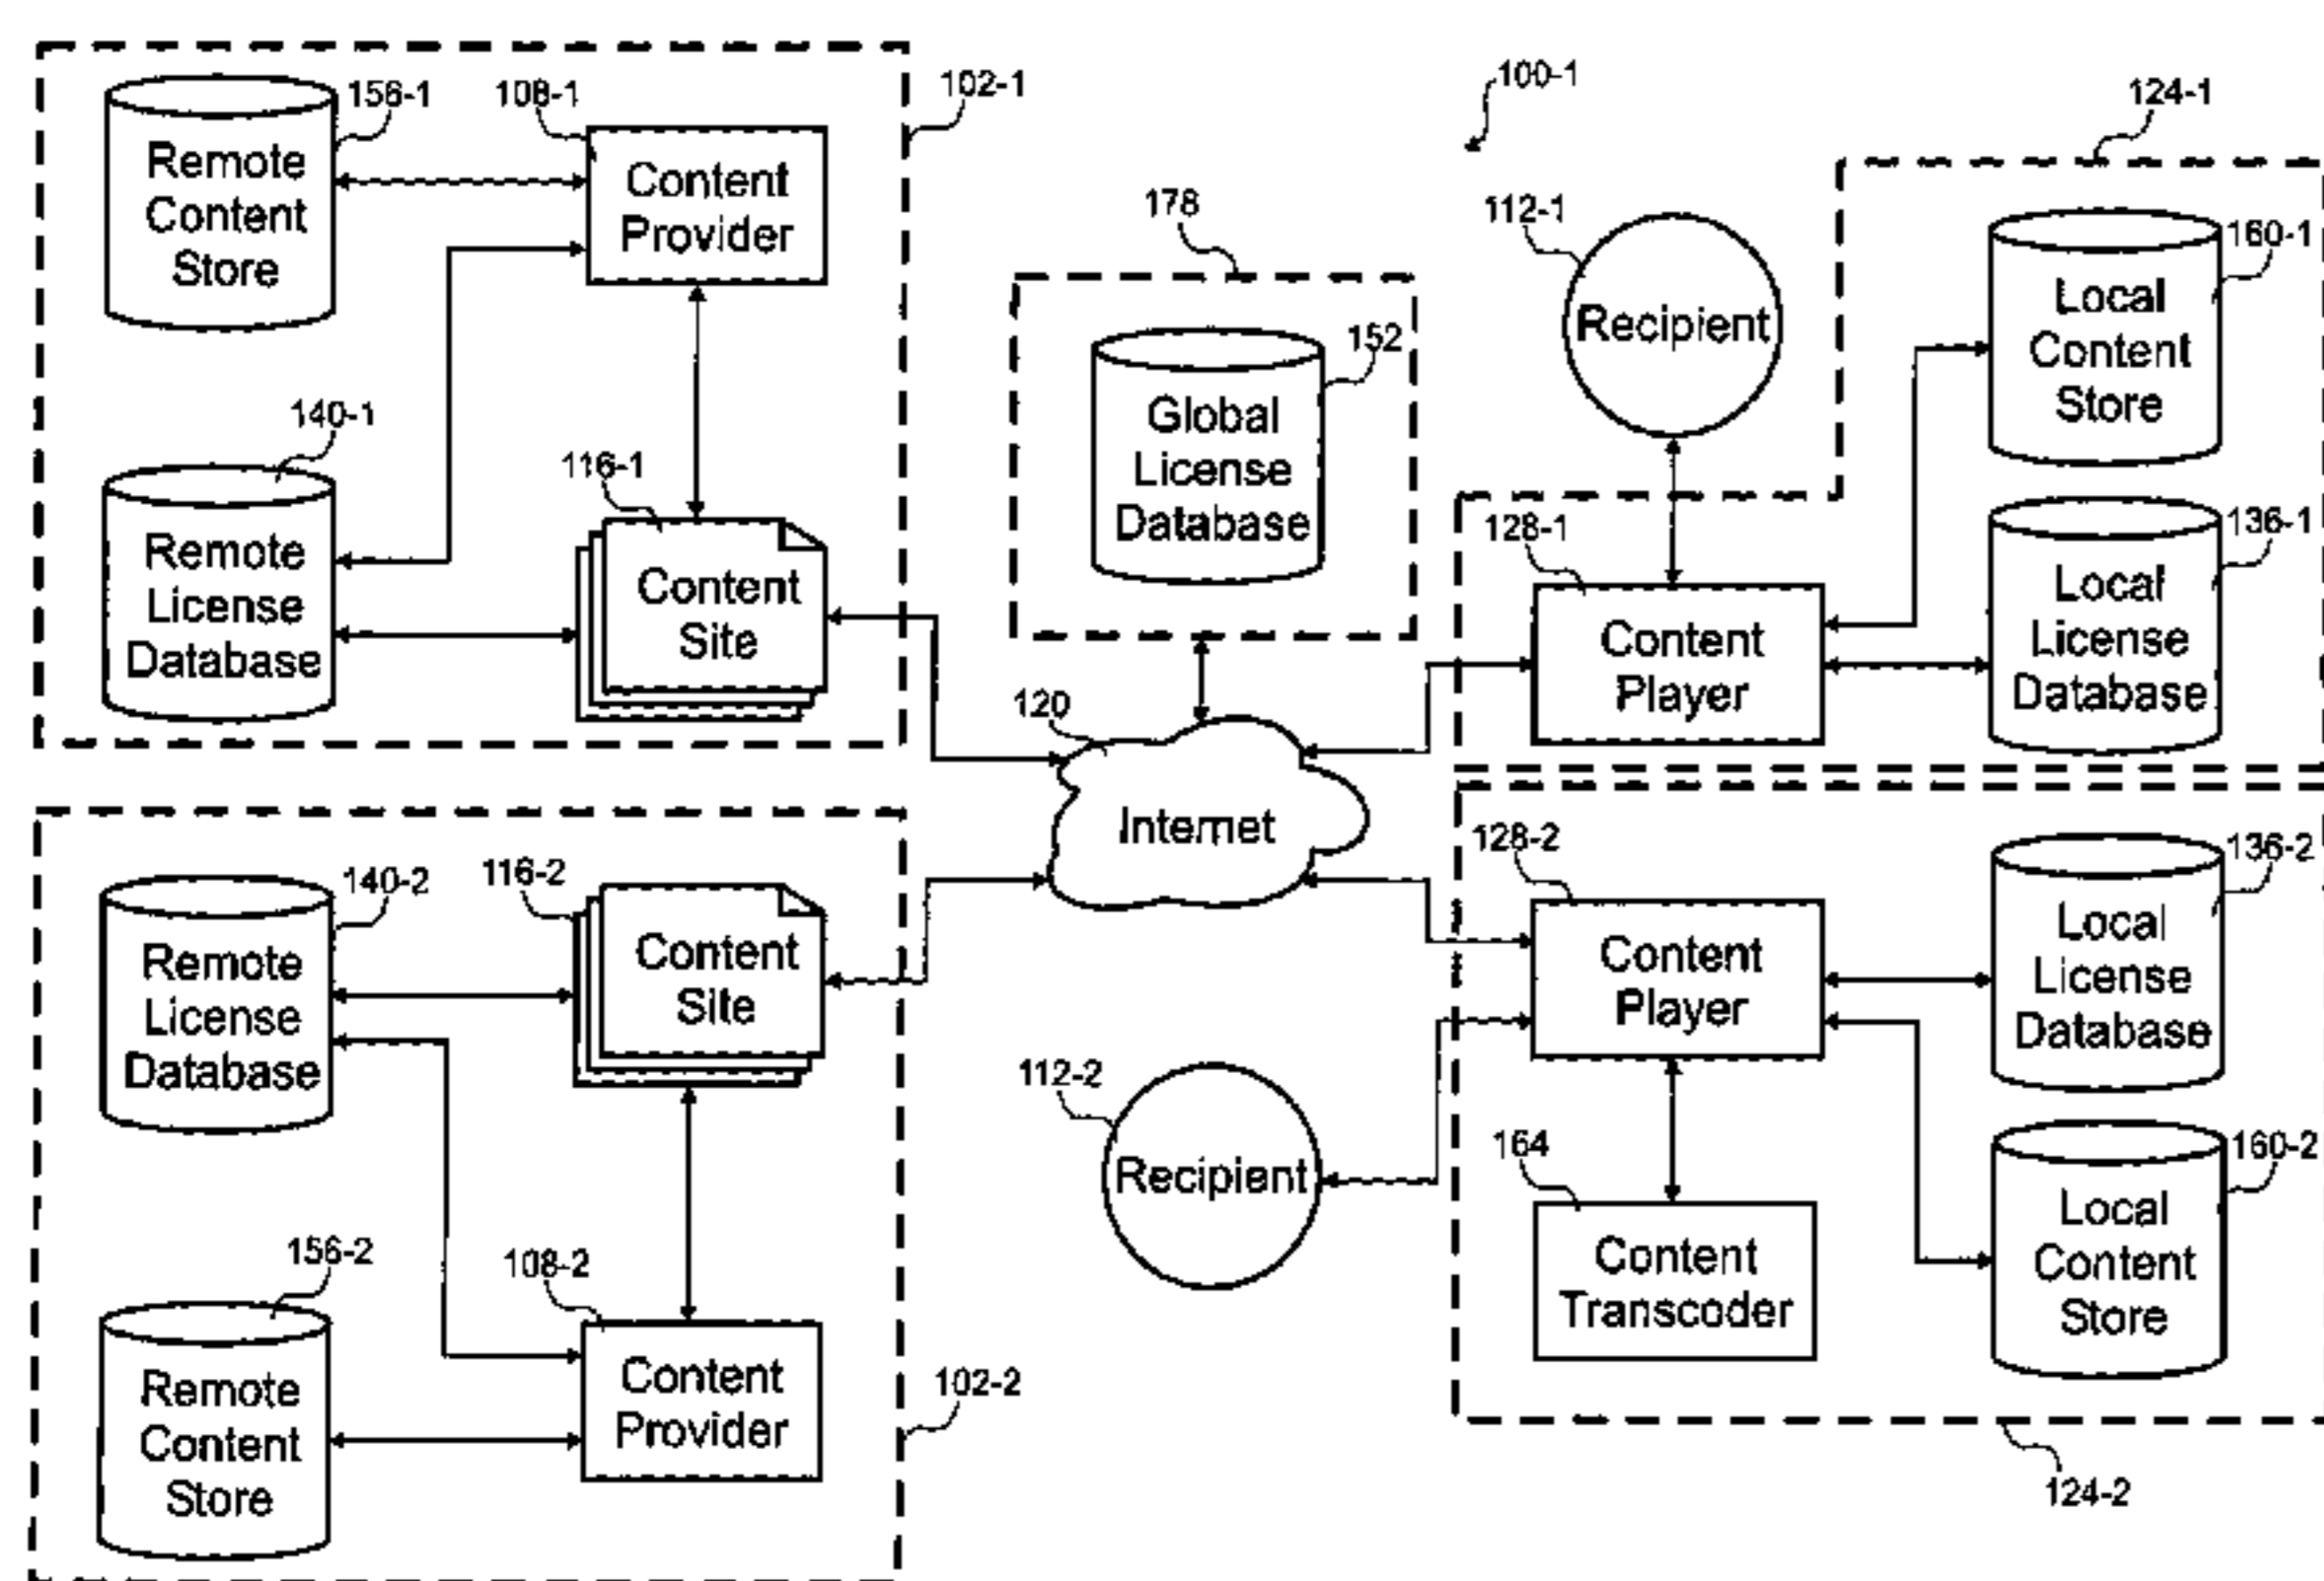 100-1
102-1
156-1
Remote
Content
Store
108-1
Content
Provider
140-1
Remote
License
Database
116-1
Content
Site
178
152
Global
License
Database
112-1
Recipient
124-1
160-1
Local
Content
Store
128-1
Content
Player
136-1
Local
License
Database
120
Internet
140-2
Remote
License
Database
116-2
Content
Site
156-2
Remote
Content
Store
108-2
Content
Provider
102-2
112-2
Recipient
128-2
Content
Player
136-2
Local
License
Database
164
Content
Transcoder
160-2
Local
Content
Store
124-2